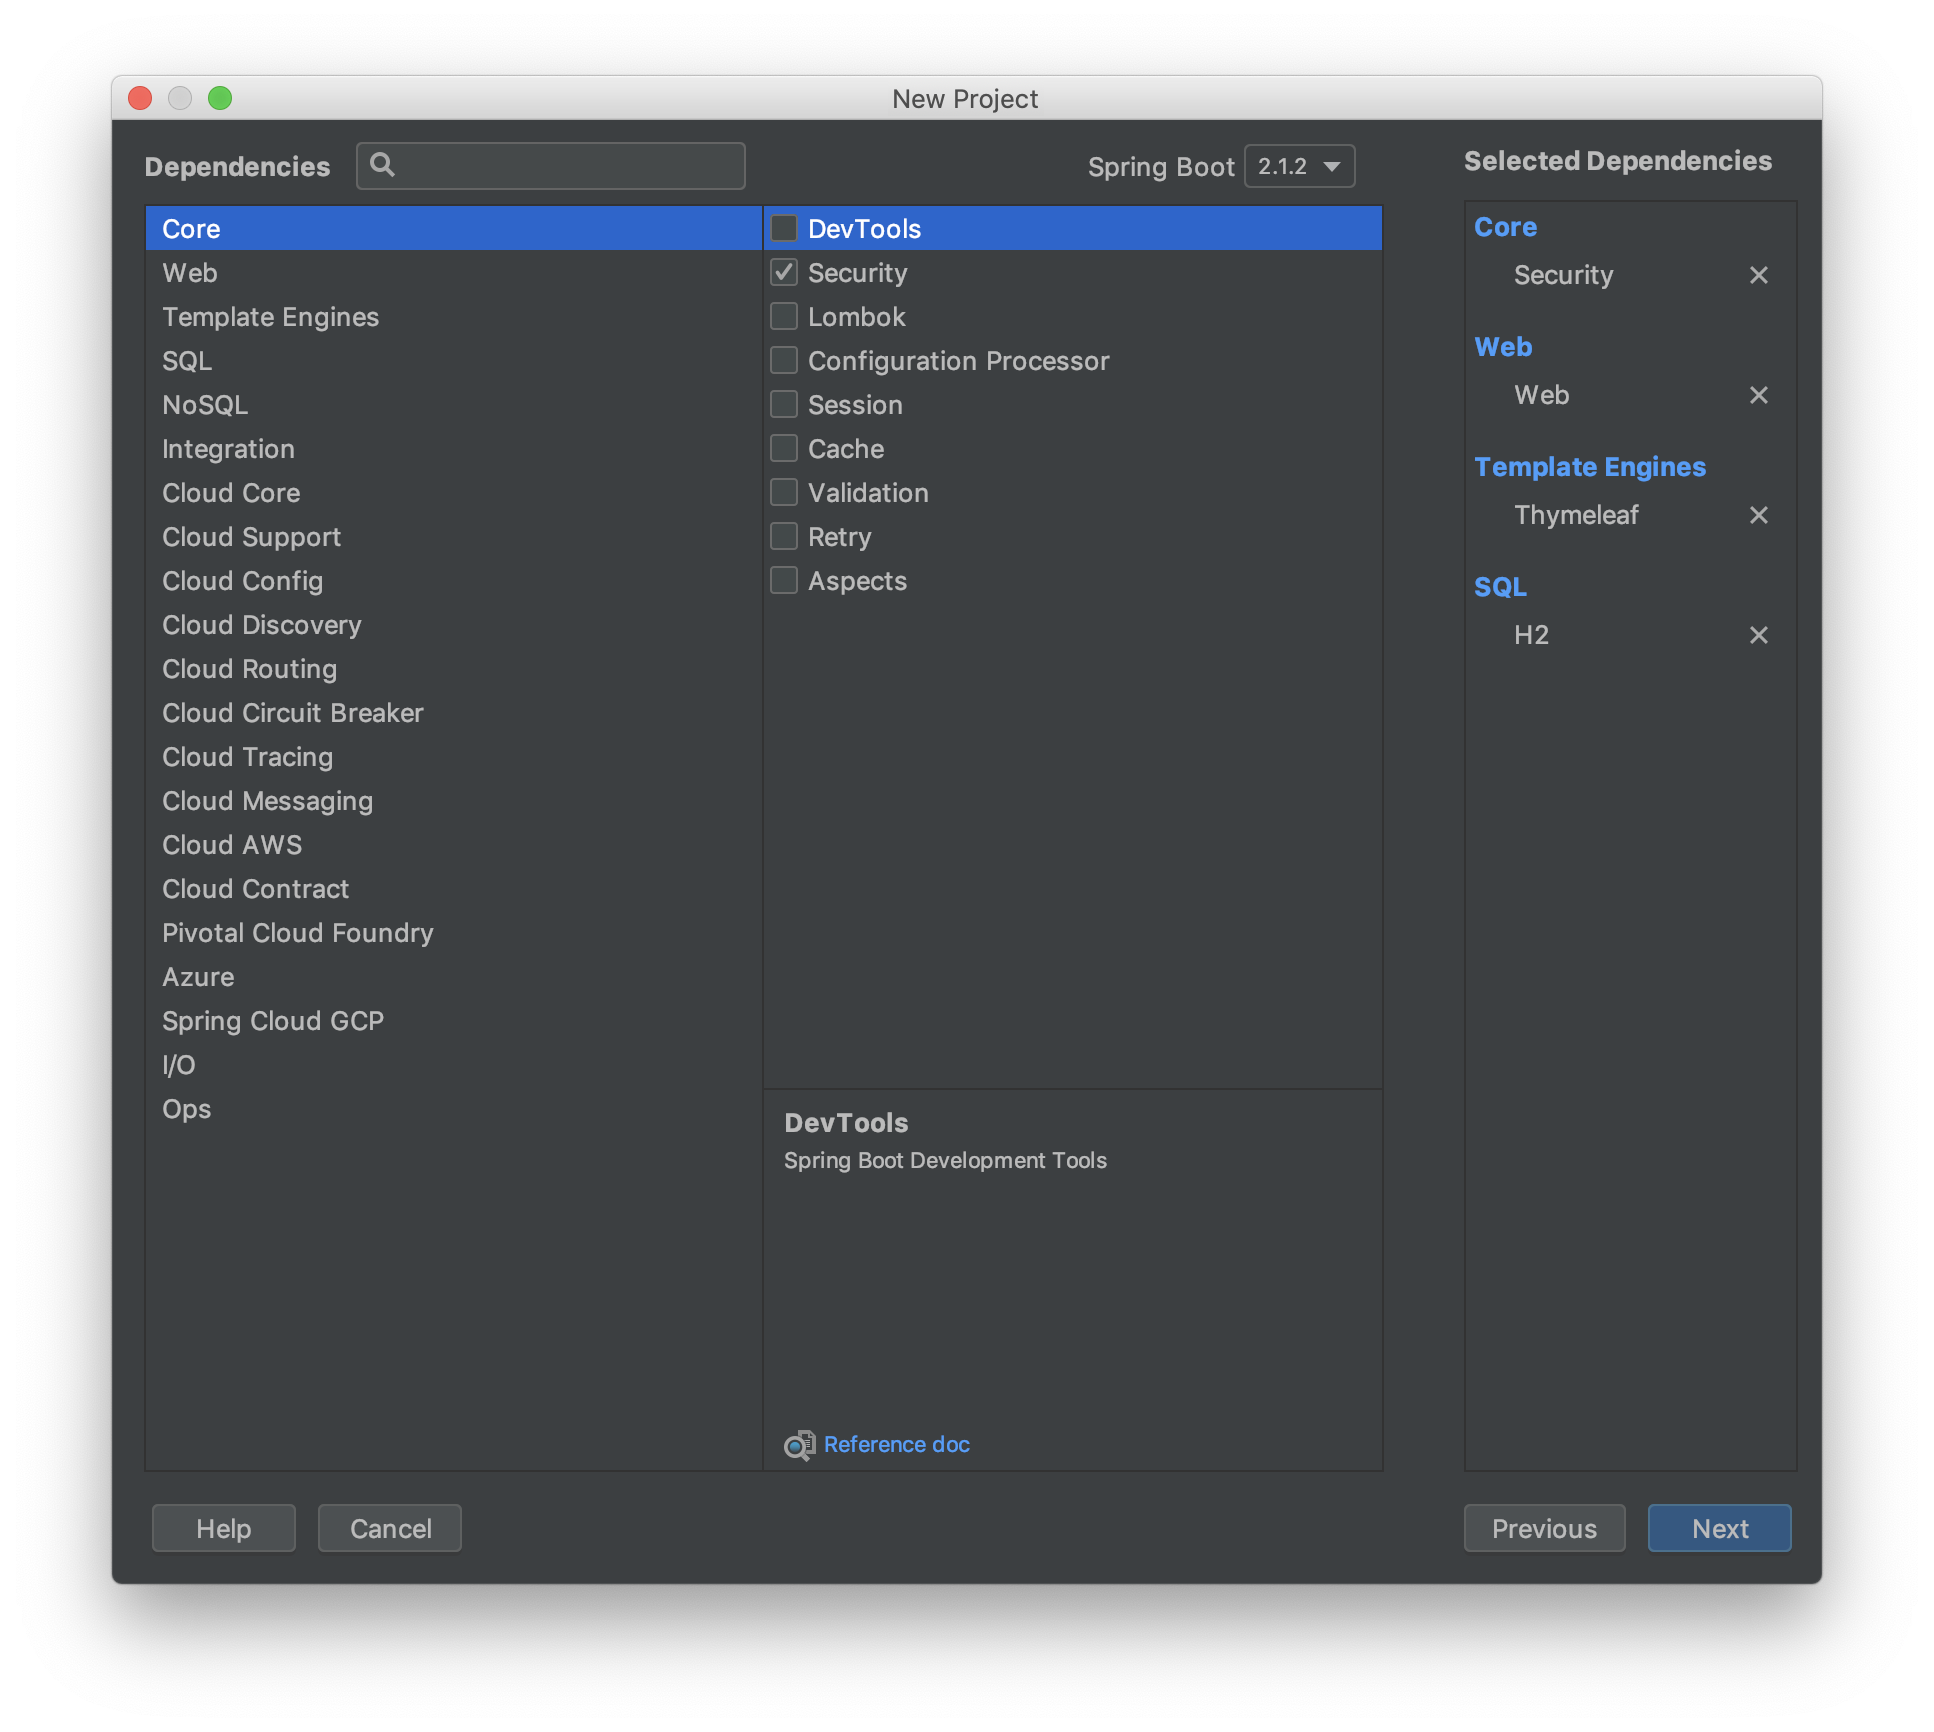 New Project
Dependencies
Spring Boot 2.1.2
Selected Dependencies
Core
Web
Template Engines
SQL
NoSQL
Integration
Cloud Core
Cloud Support
Cloud Config
Cloud Discovery
Cloud Routing
Cloud Circuit Breaker
Cloud Tracing
Cloud Messaging
Cloud AWS
Cloud Contract
Pivotal Cloud Foundry
Azure
Spring Cloud GCP
I/O
Ops
DevTools
Security
Lombok
Configuration Processor
Session
Cache
Validation
Retry
Aspects
DevTools
Spring Boot Development Tools
Reference doc
Core
Security
Web
Web
Template Engines
Thymeleaf
SQL
H2
Help
Cancel
Previous
Next